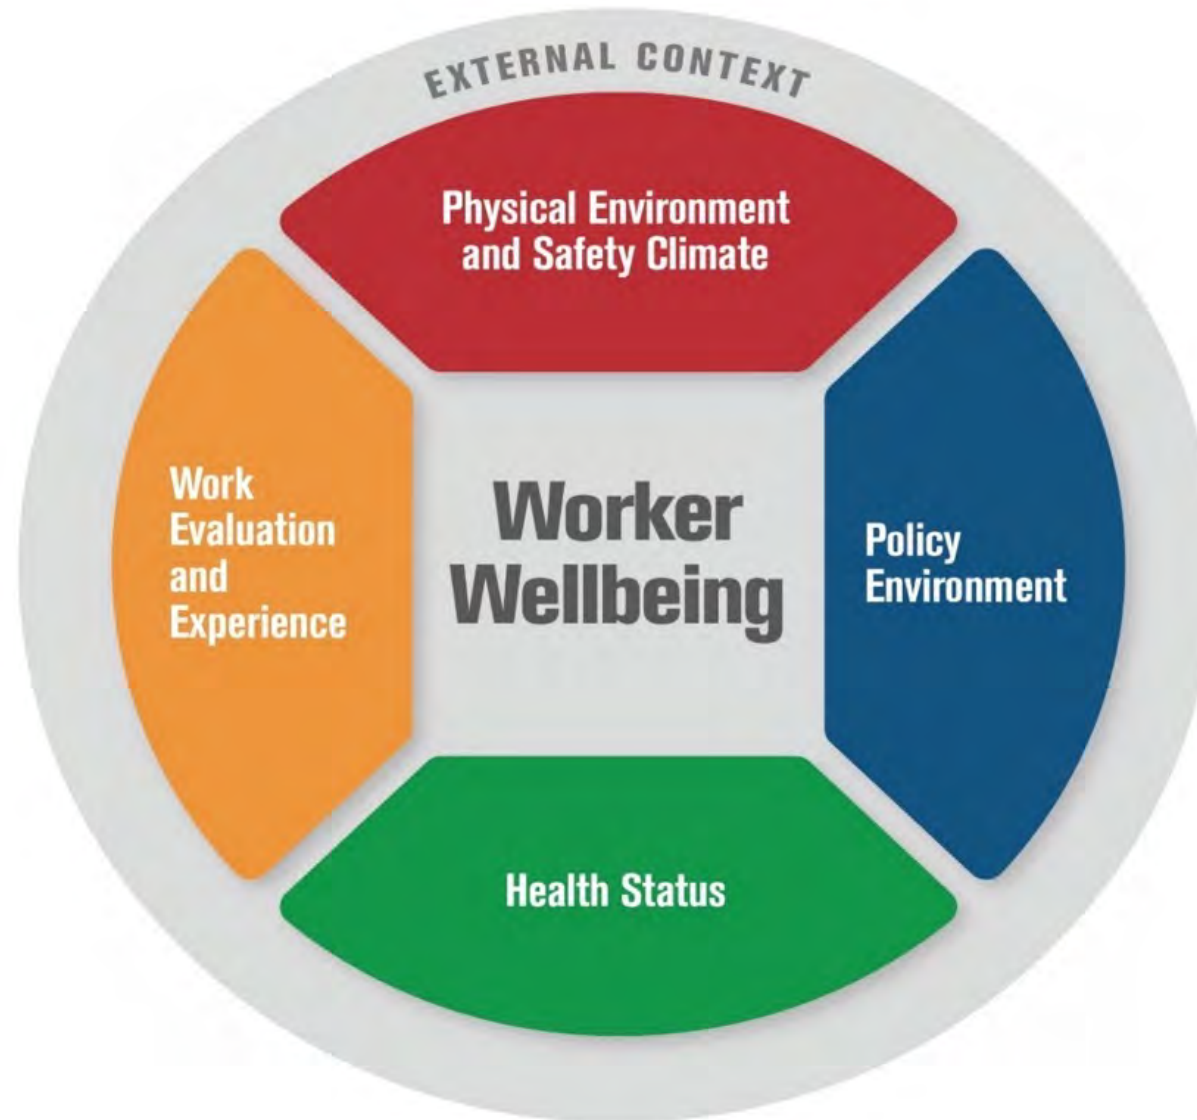 EXTERNAL CONTEXT
Physical Environment
and Safety Climate
Work
Evaluation
and
Experience
Worker
Wellbeing
Policy
Environment
Health Status